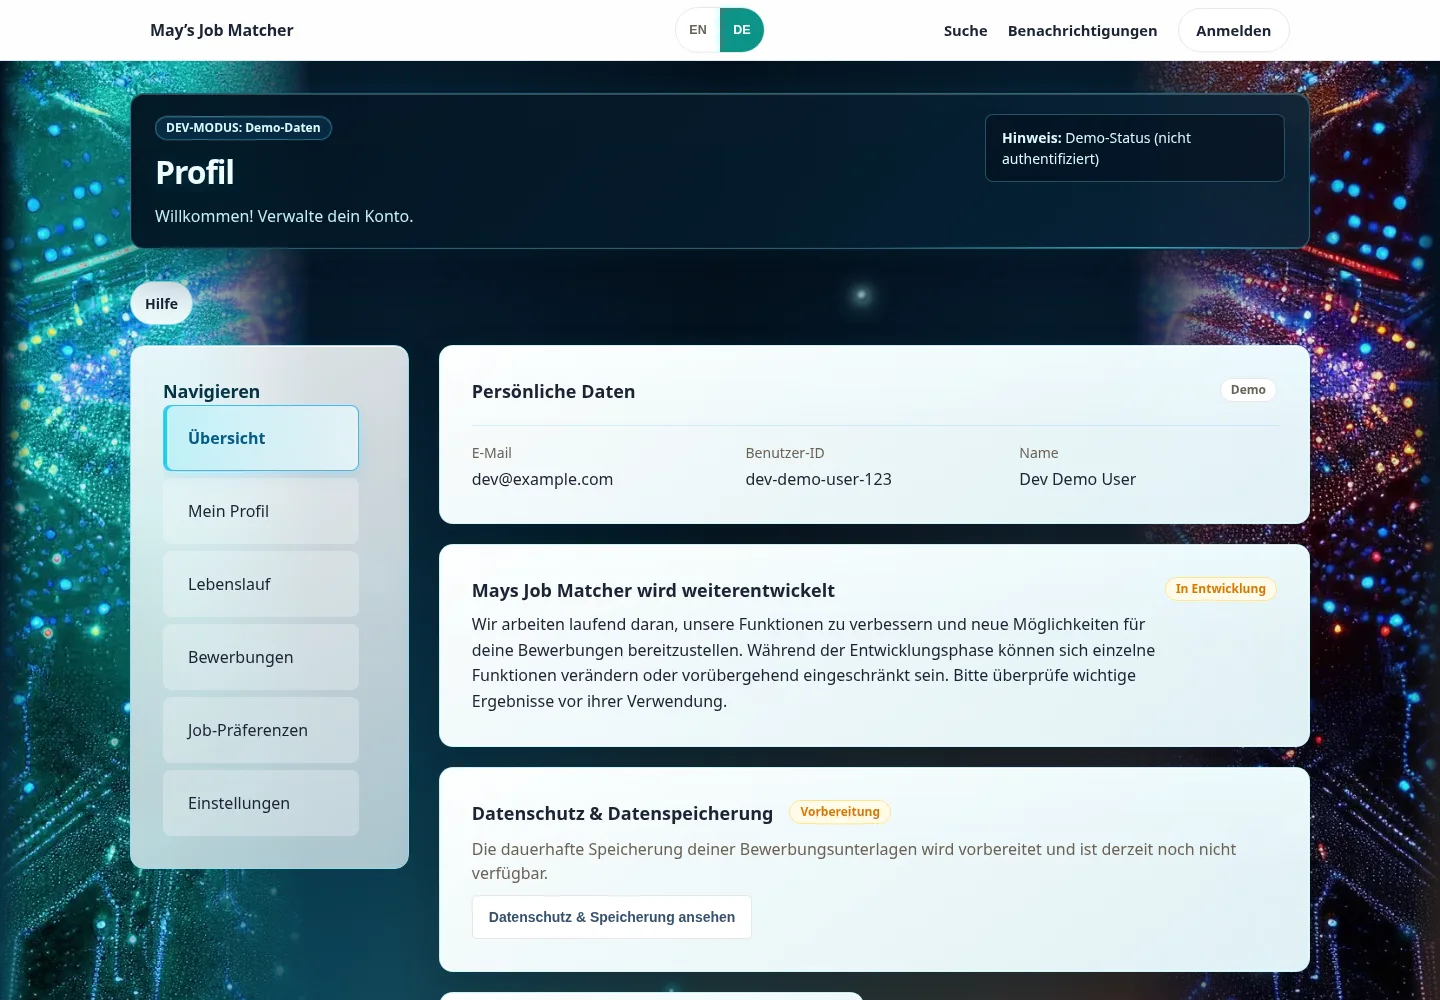 May’s Job Matcher
EN
DE
Suche
Benachrichtigungen
Anmelden
DEV-MODUS: Demo-Daten
Profil
Willkommen! Verwalte dein Konto.
Hinweis: Demo-Status (nicht
authentifiziert)
Hilfe
Navigieren
Übersicht
Mein Profil
Lebenslauf
Bewerbungen
Job-Präferenzen
Einstellungen
Persönliche Daten
Demo
E-Mail
dev@example.com
Benutzer-ID
dev-demo-user-123
Name
Dev Demo User
Mays Job Matcher wird weiterentwickelt
In Entwicklung
Wir arbeiten laufend daran, unsere Funktionen zu verbessern und neue Möglichkeiten für
deine Bewerbungen bereitzustellen. Während der Entwicklungsphase können sich einzelne
Funktionen verändern oder vorübergehend eingeschränkt sein. Bitte überprüfe wichtige
Ergebnisse vor ihrer Verwendung.
Datenschutz & Datenspeicherung
Vorbereitung
Die dauerhafte Speicherung deiner Bewerbungsunterlagen wird vorbereitet und ist derzeit noch nicht
verfügbar.
Datenschutz & Speicherung ansehen